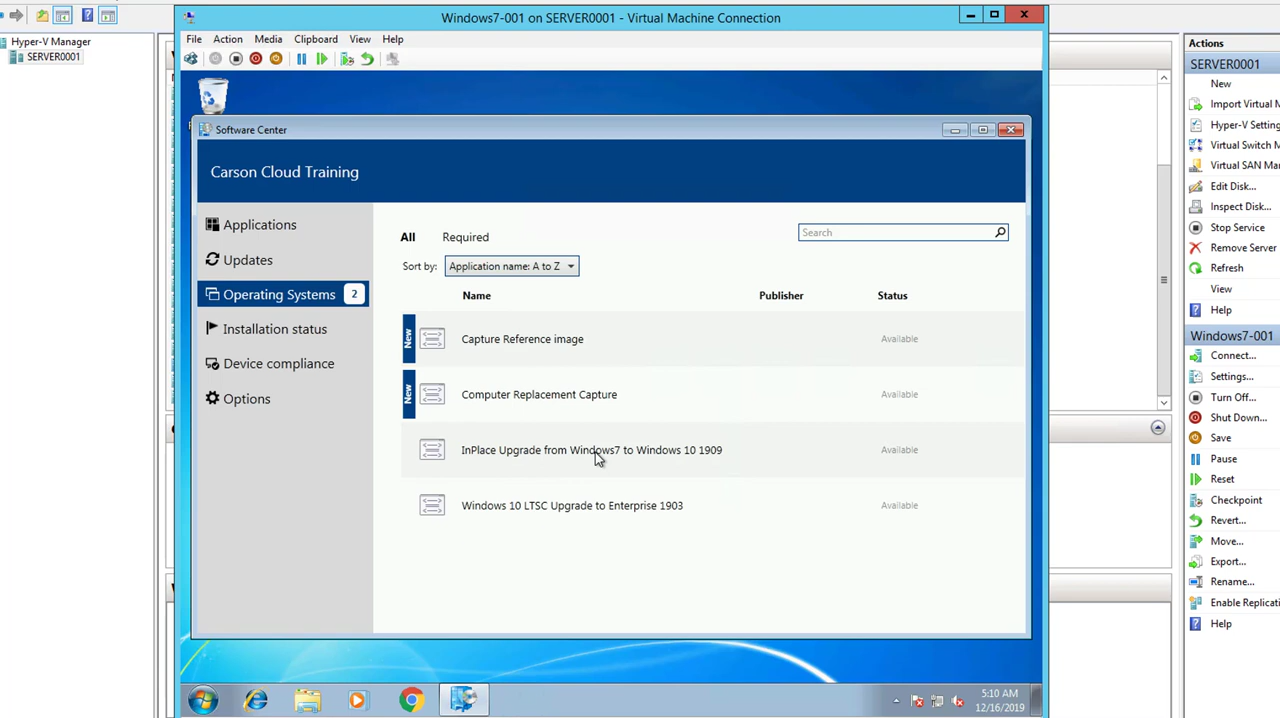 Windows7-001 on SERVER0001 - Virtual Machine Connection
File Action Media Clipboard View Help
Hyper-V Manager
SERVER0001
Software Center
Carson Cloud Training
Applications
Updates
Operating Systems 2
Installation status
Device compliance
Options
All Required
Search
Sort by: Application name: A to Z
Name Publisher Status
New Capture Reference image Available
New Computer Replacement Capture Available
InPlace Upgrade from Windows7 to Windows 10 1909 Available
Windows 10 LTSC Upgrade to Enterprise 1903 Available
5:10 AM
12/16/2019
Actions
SERVER0001
New
Import Virtual M
Hyper-V Setting
Virtual Switch M
Virtual SAN Mar
Edit Disk...
Inspect Disk...
Stop Service
Remove Server
Refresh
View
Help
Windows7-001
Connect...
Settings...
Turn Off...
Shut Down...
Save
Pause
Reset
Checkpoint
Revert...
Move...
Export...
Rename...
Enable Replicati
Help